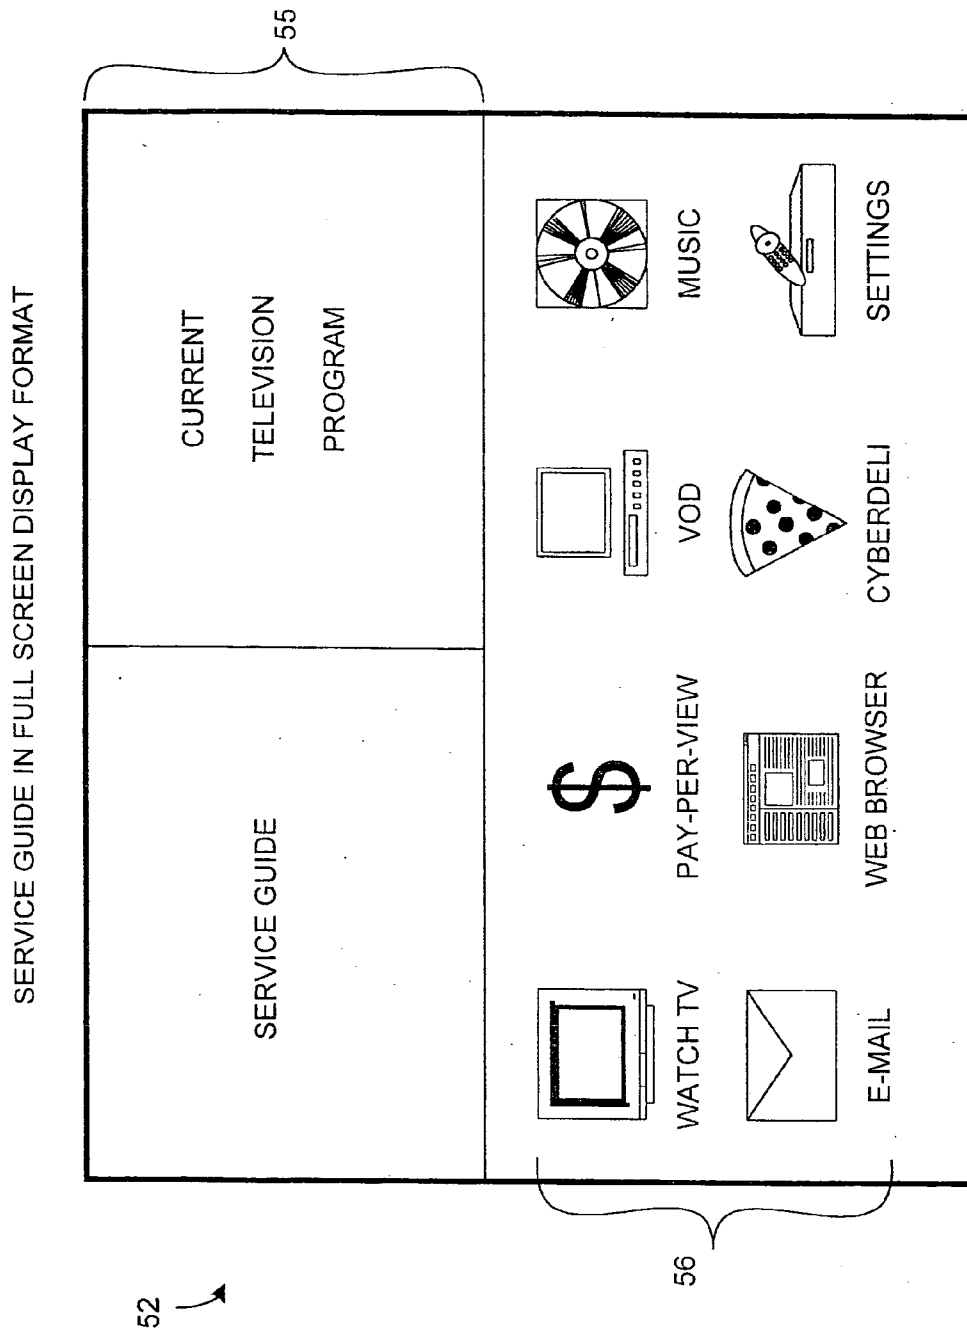 SERVICE GUIDE IN FULL SCREEN DISPLAY FORMAT
52
55
SERVICE GUIDE
CURRENT
TELEVISION
PROGRAM
56
WATCH TV
PAY-PER-VIEW
VOD
MUSIC
E-MAIL
WEB BROWSER
CYBERDELI
SETTINGS